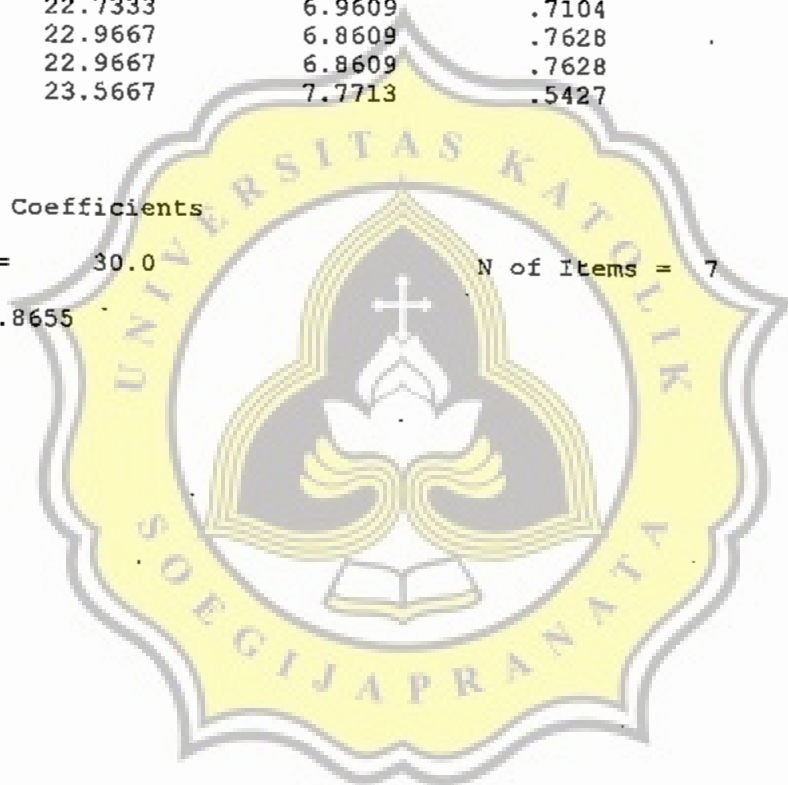 22.7333 6.9609 .7104
22.9667 6.8609 .7628
22.9667 6.8609 .7628
23.5667 7.7713 .5427
Coefficients
= 30.0 N of Items = 7
.8655
UNIVERSITAS KATOLIK
SOEGIJAPRANATA